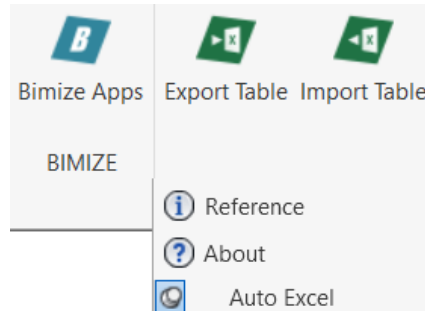 Bimize Apps
BIMIZE
Export Table Import Table
Reference
About
Auto Excel